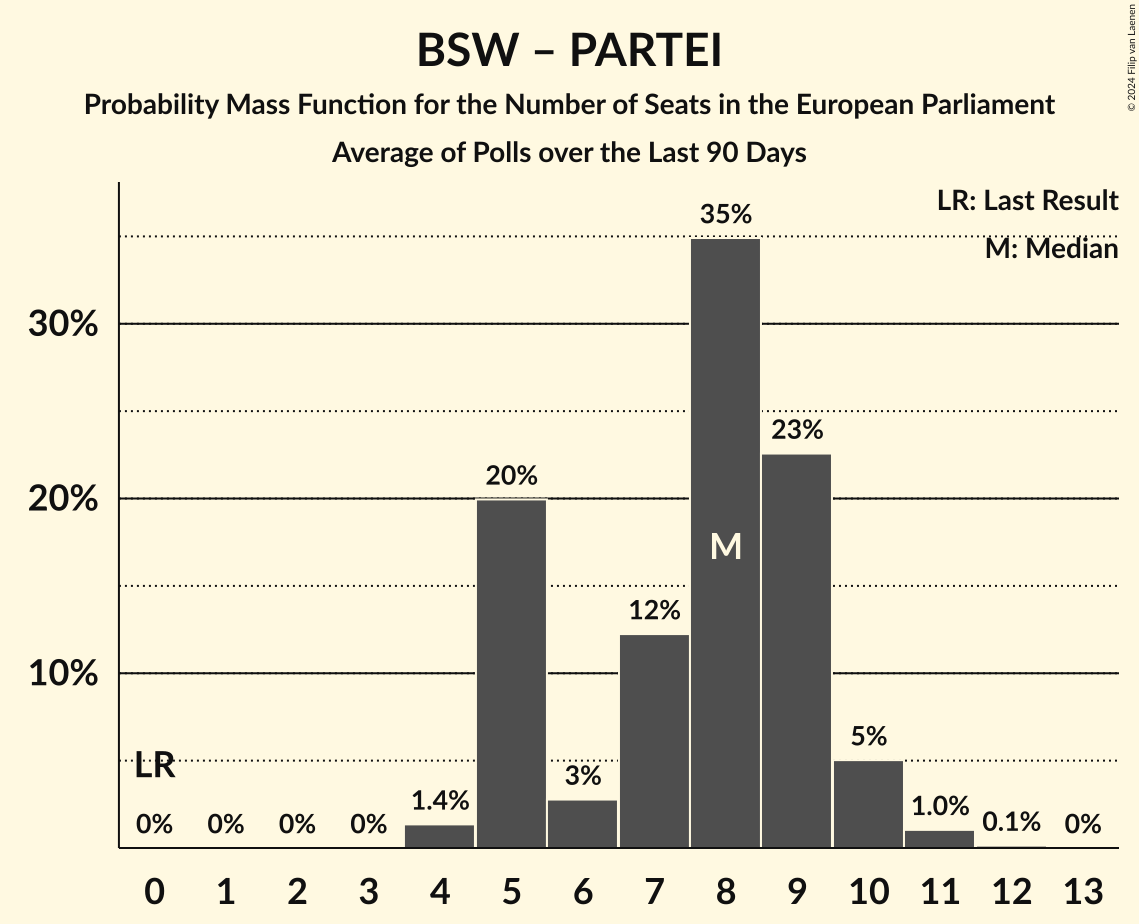 BSW – PARTEI
Probability Mass Function for the Number of Seats in the European Parliament
Average of Polls over the Last 90 Days
© 2024 Filip van Laenen
LR: Last Result
M: Median
35%
30%
23%
20%
20%
M
12%
10%
LR
5%
3%
1.4%
1.0%
0.1%
0%
0%
0%
0%
0%
0 1 2 3 4 5 6 7 8 9 10 11 12 13